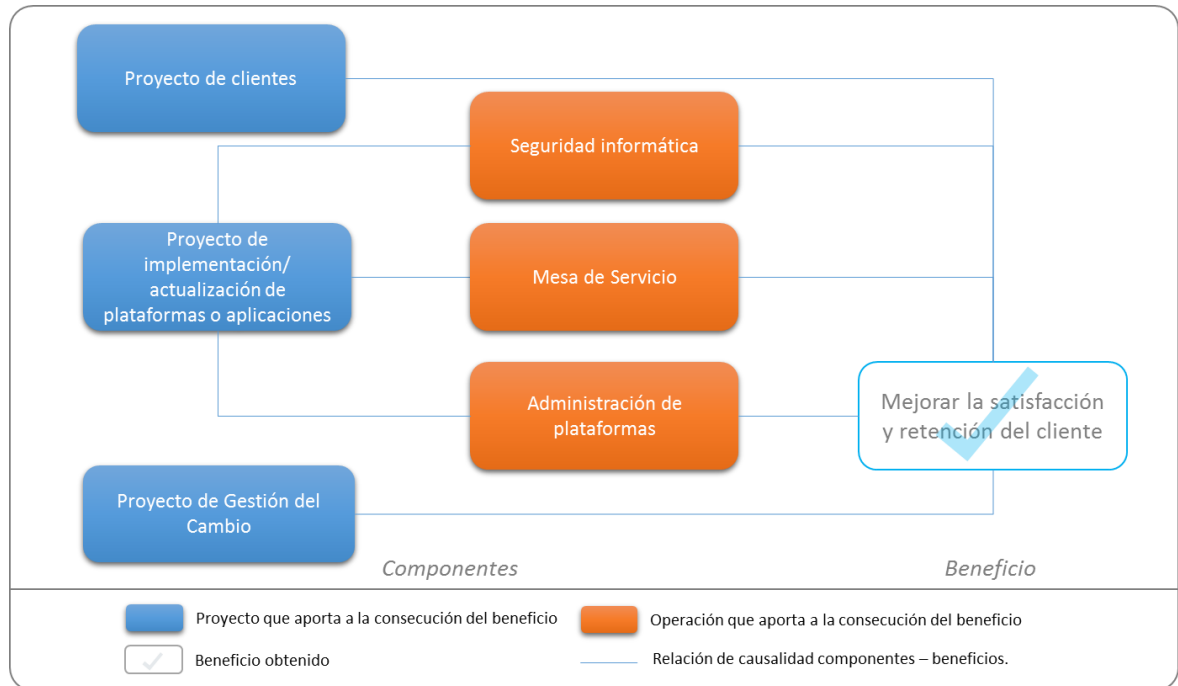 Proyecto de clientes
Seguridad informática
Proyecto de
implementación/
actualización de
plataformas o aplicaciones
Mesa de Servicio
Administración de
plataformas
Mejorar la satisfacción
y retención del cliente
Proyecto de Gestión del
Cambio
Componentes
Beneficio
Proyecto que aporta a la consecución del beneficio
Operación que aporta a la consecución del beneficio
Beneficio obtenido
Relación de causalidad componentes – beneficios.